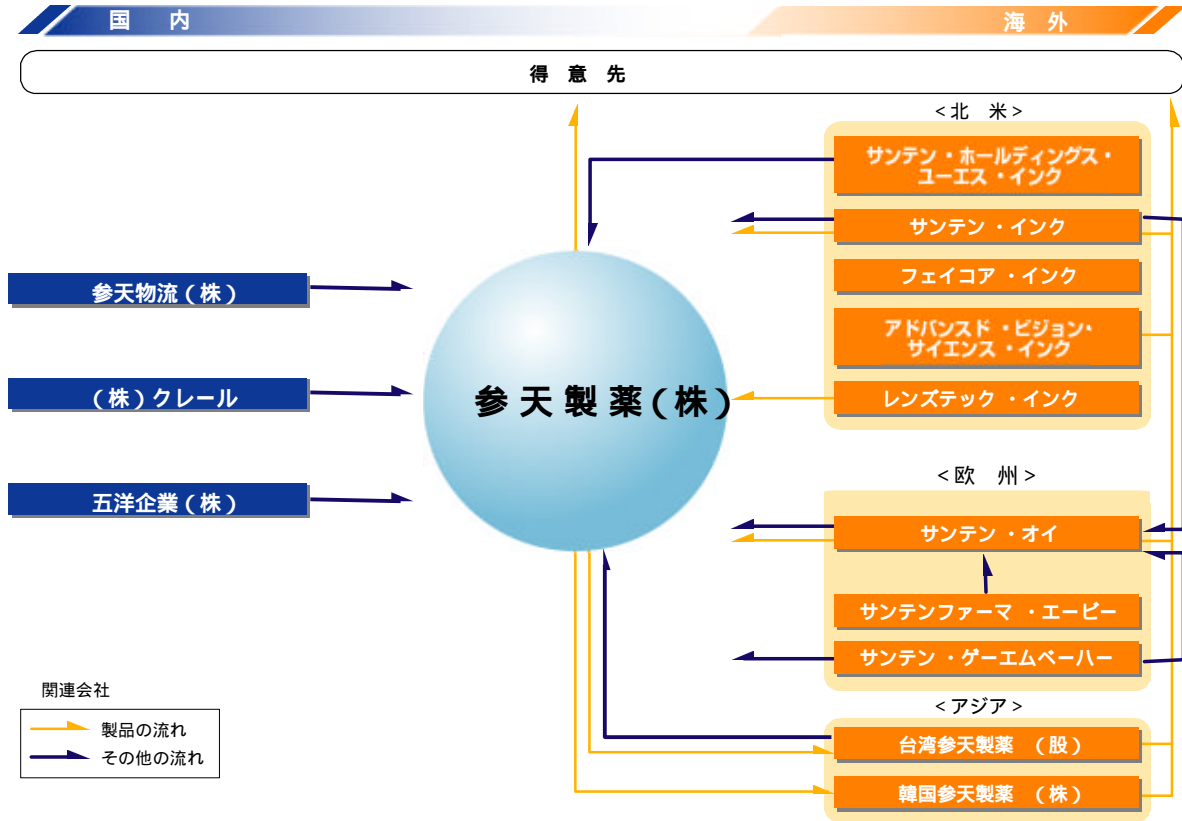 国 内
海 外
得 意 先
<北 米>
サンテン・ホールディングス・
ユーエス・インク
サンテン・インク
フェイコア・インク
アドバンスド・ビジョン・
サイエンス・インク
レンズテック・インク
参天物流(株)
(株)クレール
五洋企業(株)
参天製薬(株)
<欧 州>
サンテン・オイ
サンテンファーマ・エービー
サンテン・ゲーエムベーハー
<アジア>
台湾参天製薬 (股)
韓国参天製薬 (株)
関連会社
製品の流れ
その他の流れ